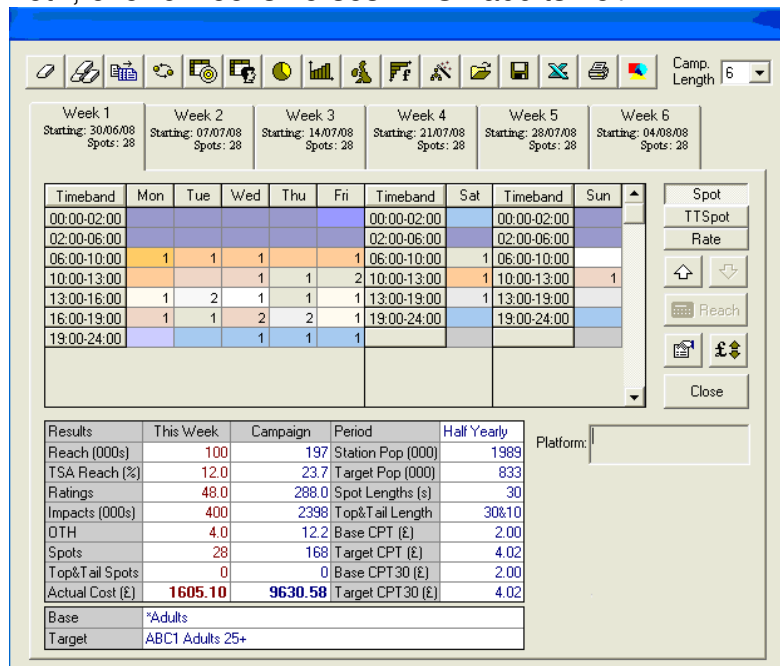 Camp.
Length 6
Week 1 Week 2 Week 3 Week 4 Week 5 Week 6
Starting: 30/06/08 Starting: 07/07/08 Starting: 14/07/08 Starting: 21/07/08 Starting: 28/07/08 Starting: 04/08/08
Spots: 28 Spots: 28 Spots: 28 Spots: 28 Spots: 28 Spots: 28
Timeband Mon Tue Wed Thu Fri Timeband Sat Timeband Sun
00:00-02:00 00:00-02:00 00:00-02:00
02:00-06:00 02:00-06:00 02:00-06:00
06:00-10:00 1 1 1 1 06:00-10:00 1 06:00-10:00
10:00-13:00 1 1 2 10:00-13:00 1 10:00-13:00 1
13:00-16:00 1 2 1 1 1 13:00-19:00 1 13:00-19:00
16:00-19:00 1 1 2 2 1 19:00-24:00 19:00-24:00
19:00-24:00 1 1 1
Spot
TTSpot
Rate
Reach
£
Close
Results This Week Campaign Period Half Yearly
Reach (000s) 100 197 Station Pop (000) 1989
TSA Reach (%) 12.0 23.7 Target Pop (000) 833
Ratings 48.0 288.0 Spot Lengths (s) 30
Impacts (000s) 400 2398 Top&Tail Length 30&10
OTH 4.0 12.2 Base CPT (£) 2.00
Spots 28 168 Target CPT (£) 4.02
Top&Tail Spots 0 0 Base CPT30 (£) 2.00
Actual Cost (£) 1605.10 9630.58 Target CPT30 (£) 4.02
Platform:
Base *Adults
Target ABC1 Adults 25+